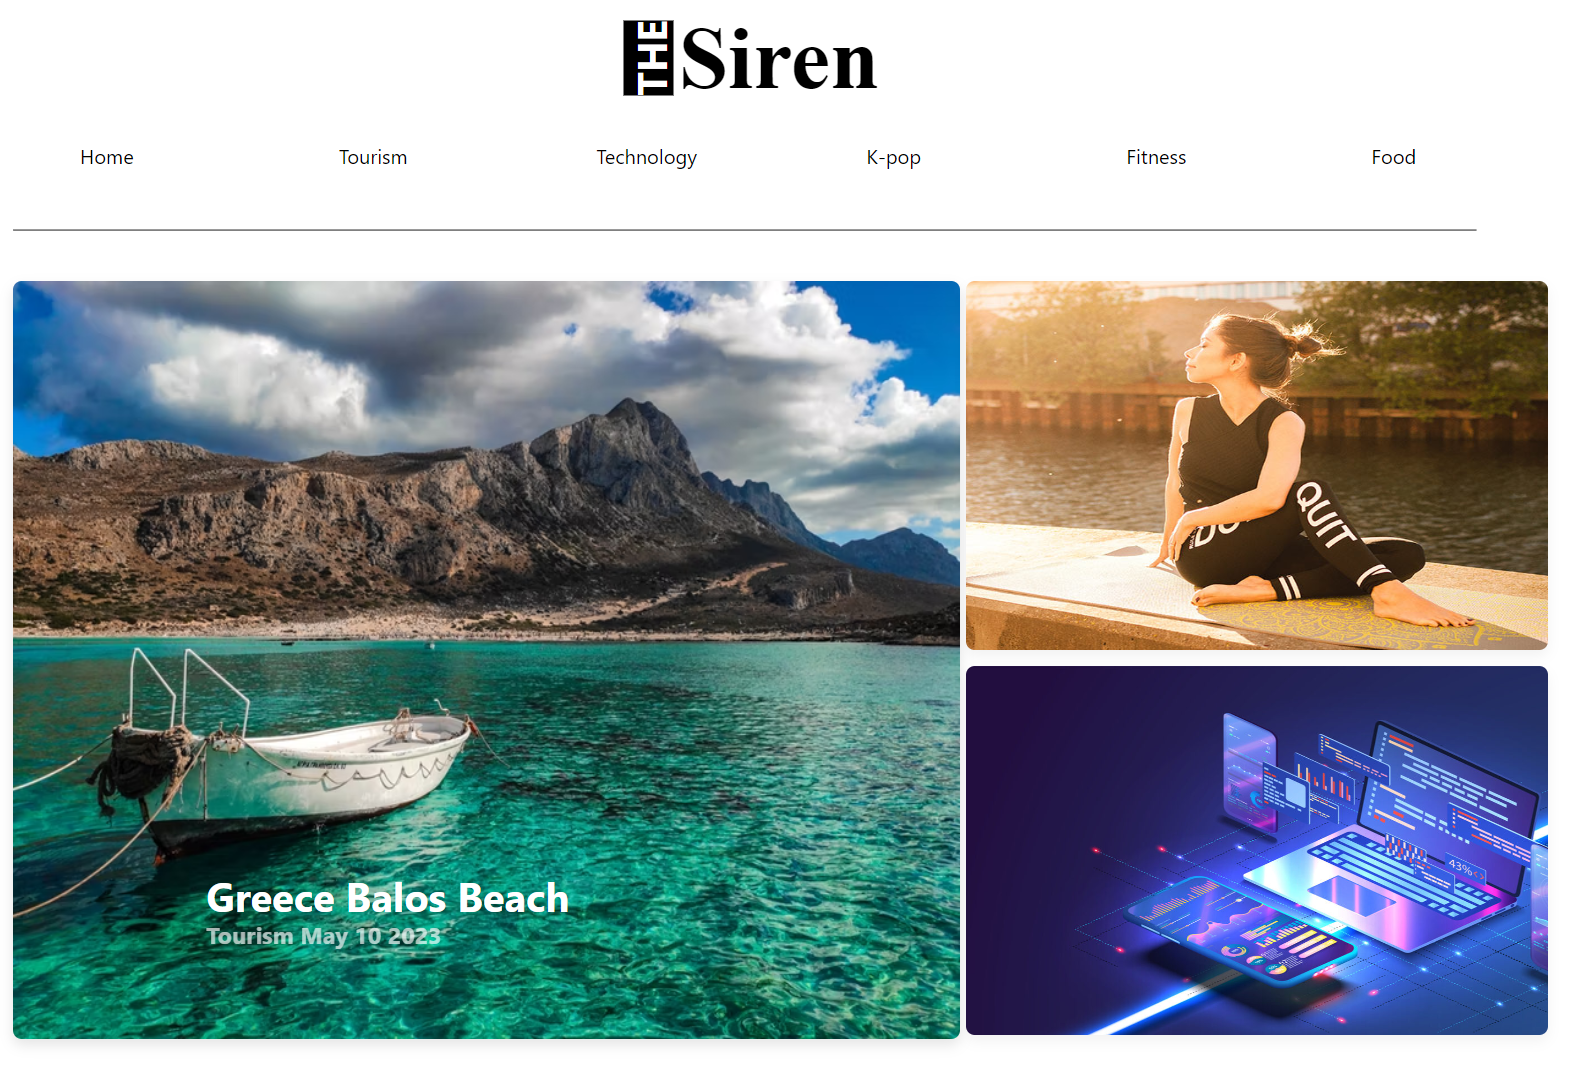 THE Siren
Home Tourism Technology K-pop Fitness Food
QUIT
DO
43%
Greece Balos Beach
Tourism May 10 2023